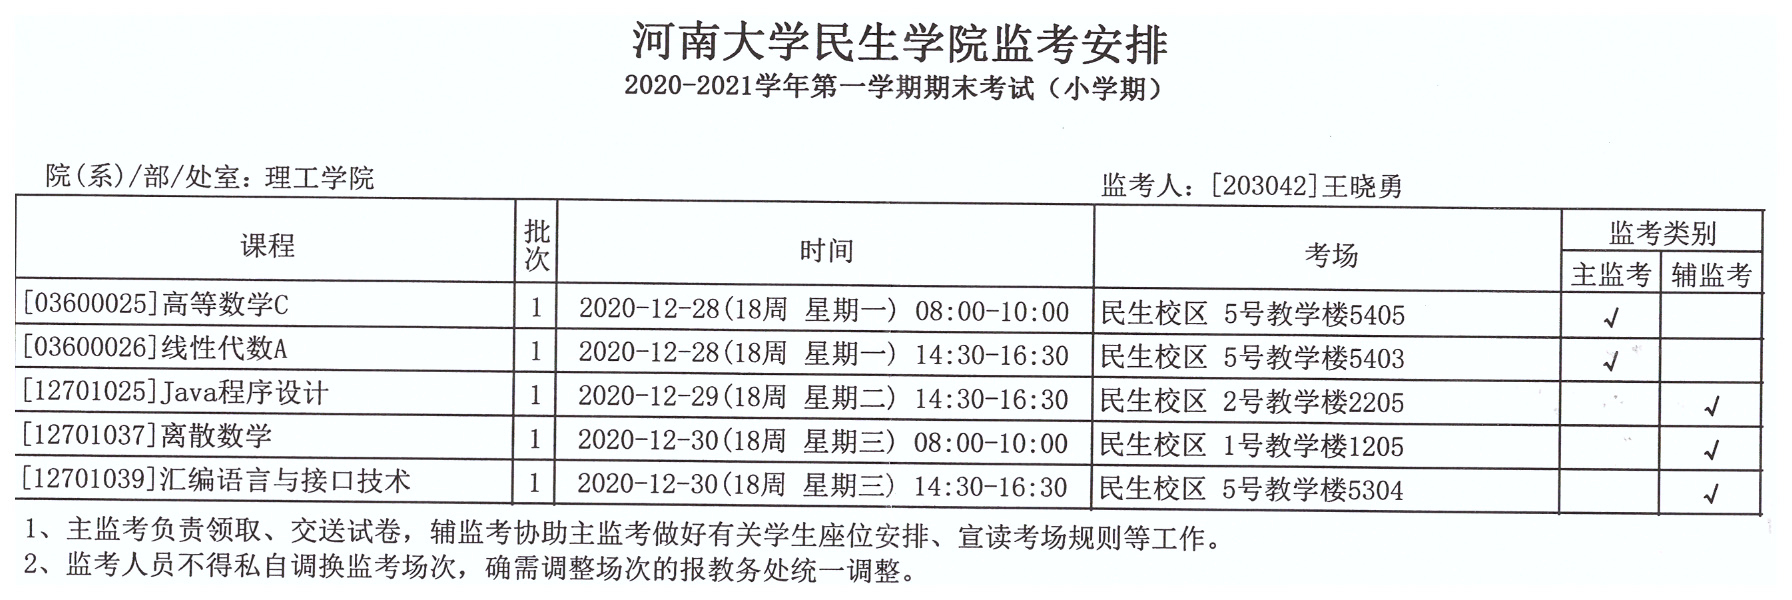 河南大学民生学院监考安排
2020-2021学年第一学期期末考试（小学期）
院(系)/部/处室：理工学院 监考人：[203042]王晓勇
课程 批次 时间 考场 监考类别
主监考 辅监考
[03600025]高等数学C 1 2020-12-28(18周 星期一) 08:00-10:00 民生校区 5号教学楼5405 √
[03600026]线性代数A 1 2020-12-28(18周 星期一) 14:30-16:30 民生校区 5号教学楼5403 √
[12701025]Java程序设计 1 2020-12-29(18周 星期二) 14:30-16:30 民生校区 2号教学楼2205 √
[12701037]离散数学 1 2020-12-30(18周 星期三) 08:00-10:00 民生校区 1号教学楼1205 √
[12701039]汇编语言与接口技术 1 2020-12-30(18周 星期三) 14:30-16:30 民生校区 5号教学楼5304 √
1、主监考负责领取、交送试卷，辅监考协助主监考做好有关学生座位安排、宣读考场规则等工作。
2、监考人员不得私自调换监考场次，确需调整场次的报教务处统一调整。